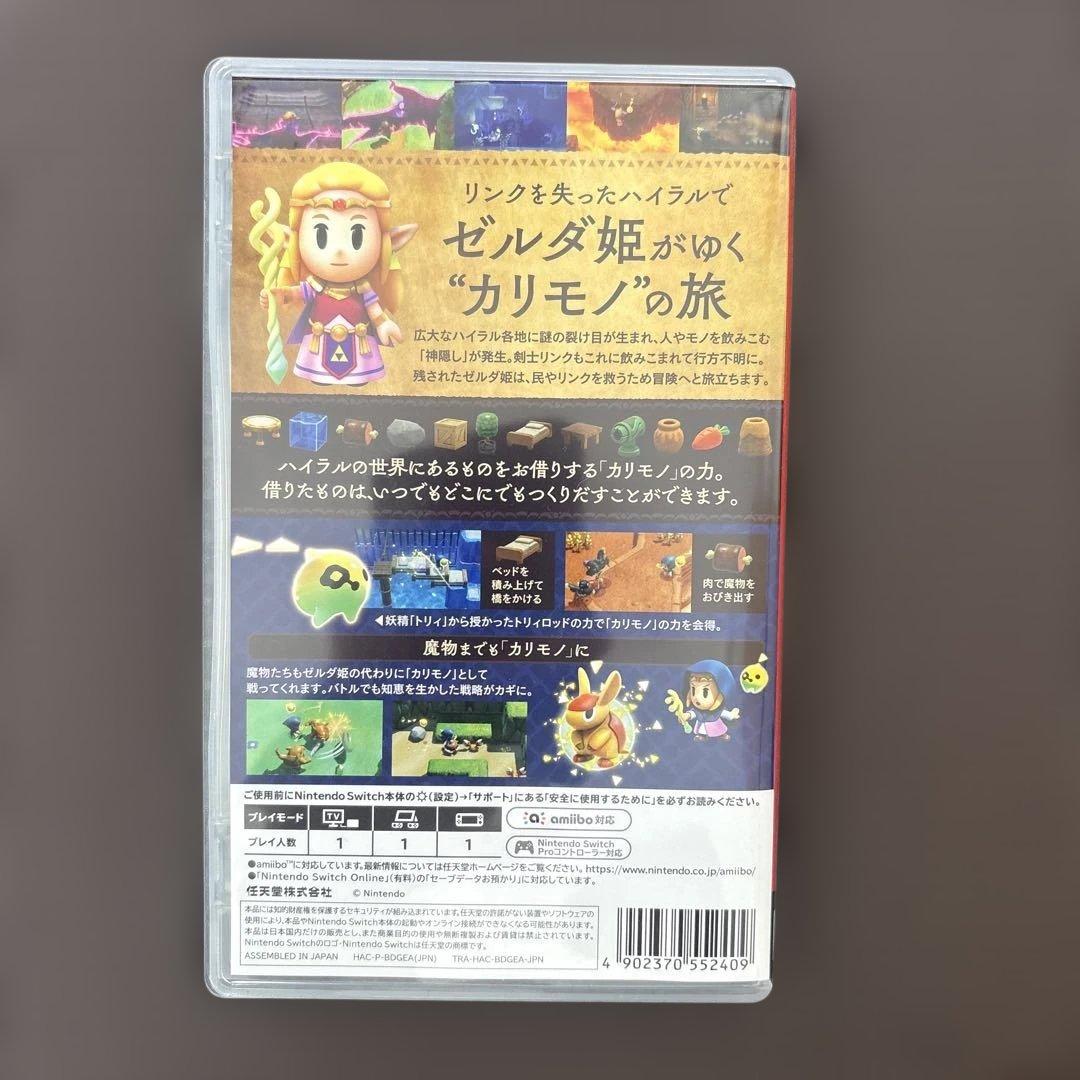 リンクを失ったハイラルで
ゼルダ姫がゆく
“カリモノ”の旅
広大なハイラル各地に謎の裂け目が生まれ、人やモノを飲みこむ
「神隠し」が発生。剣士リンクもこれに飲みこまれて行方不明に。
残されたゼルダ姫は、民やリンクを救うため冒険へと旅立ちます。
ハイラルの世界にあるものをお借りする「カリモノ」の力。
借りたものは、いつでもどこにでもつくりだすことができます。
ベッドを
積み上げて
橋をかける
肉で魔物を
おびき出す
◀妖精「トリィ」から授かったトリィロッドの力で「カリモノ」の力を会得。
魔物までも「カリモノ」に
魔物たちもゼルダ姫の代わりに「カリモノ」として
戦ってくれます。バトルでも知恵を生かした戦略がカギに。
ご使用前にNintendo Switch本体の(設定)→「サポート」にある「安全に使用するために」を必ずお読みください。
プレイモード TV
プレイ人数 1 1 1
amiibo 対応
Nintendo Switch
Proコントローラー対応
●amiibo™に対応しています。最新情報については任天堂ホームページをご覧ください。https://www.nintendo.co.jp/amiibo/
●「Nintendo Switch Online」(有料)の「セーブデータお預かり」に対応しています。
任天堂株式会社 © Nintendo
本品には知的財産権を保護するセキュリティが組み込まれています。任天堂の許諾がない装置やソフトウェアの
使用により、本品やNintendo Switch本体の起動やオンライン接続ができなくなる可能性があります。
本品は日本国内だけの販売とし、また商業目的の使用や無断複製および賃貸は禁止されています。
Nintendo Switchのロゴ・Nintendo Switchは任天堂の商標です。
ASSEMBLED IN JAPAN HAC-P-BDGEA(JPN) TRA-HAC-BDGEA-JPN
4 902370 552409